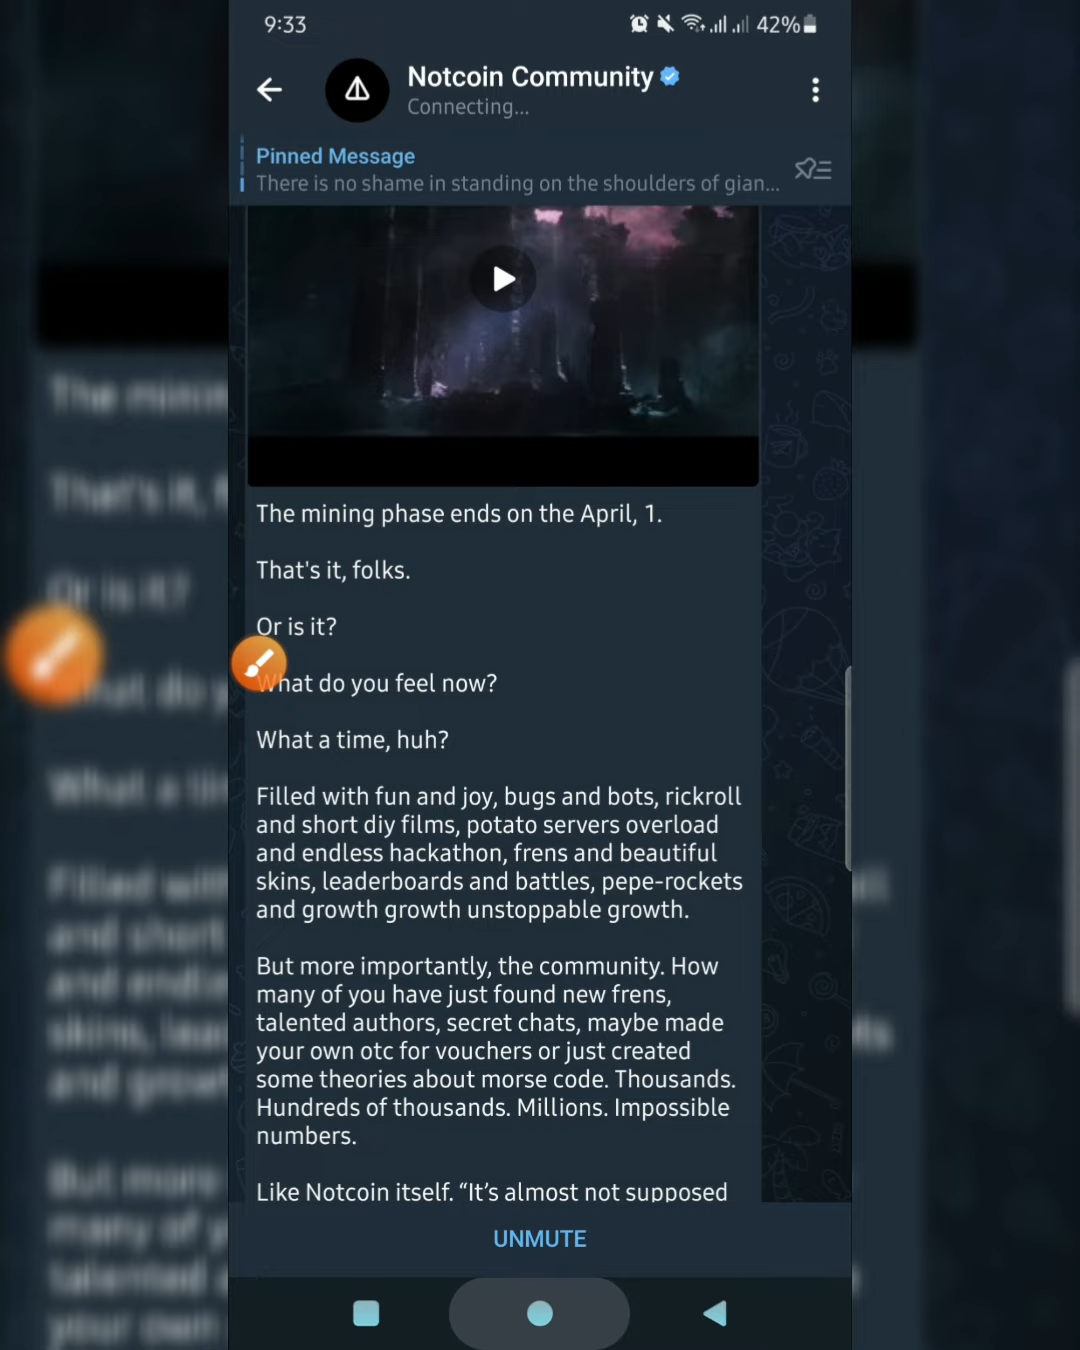 9:33
42%
Notcoin Community
Connecting...
Pinned Message
There is no shame in standing on the shoulders of gian...
The mining phase ends on the April, 1.
That's it, folks.
Or is it?
What do you feel now?
What a time, huh?
Filled with fun and joy, bugs and bots, rickroll
and short diy films, potato servers overload
and endless hackathon, frens and beautiful
skins, leaderboards and battles, pepe-rockets
and growth growth unstoppable growth.
But more importantly, the community. How
many of you have just found new frens,
talented authors, secret chats, maybe made
your own otc for vouchers or just created
some theories about morse code. Thousands.
Hundreds of thousands. Millions. Impossible
numbers.
Like Notcoin itself. “It’s almost not supposed
UNMUTE